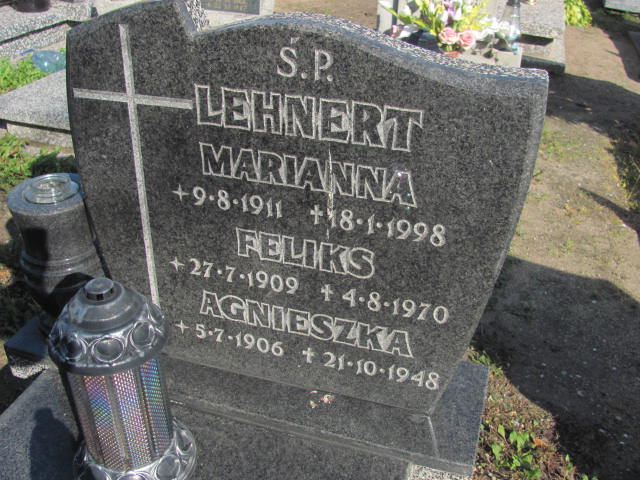 Ś.P.
LEHNERT
MARIANNA
+9·8·1911 +18·1·1998
FELIKS
+27·7·1909 +4·8·1970
AGNIESZKA
+5·7·1906 +21·10·1948